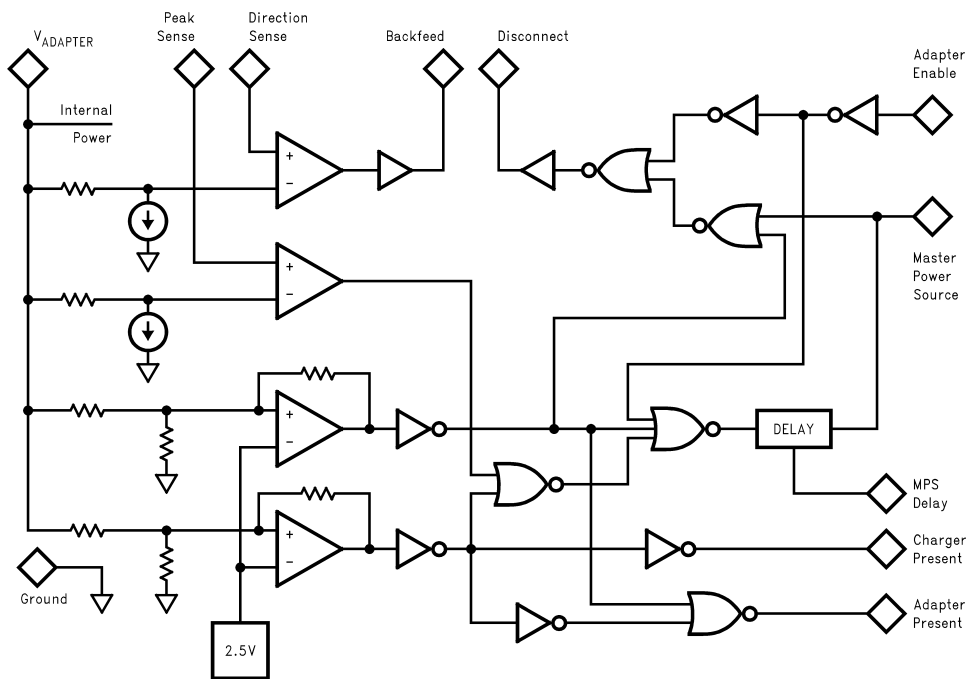 V_ADAPTER
Peak
Sense
Direction
Sense
Backfeed
Disconnect
Adapter
Enable
Internal
Power
+
−
Master
Power
Source
+
−
+
−
DELAY
MPS
Delay
+
−
Charger
Present
Ground
Adapter
Present
2.5V